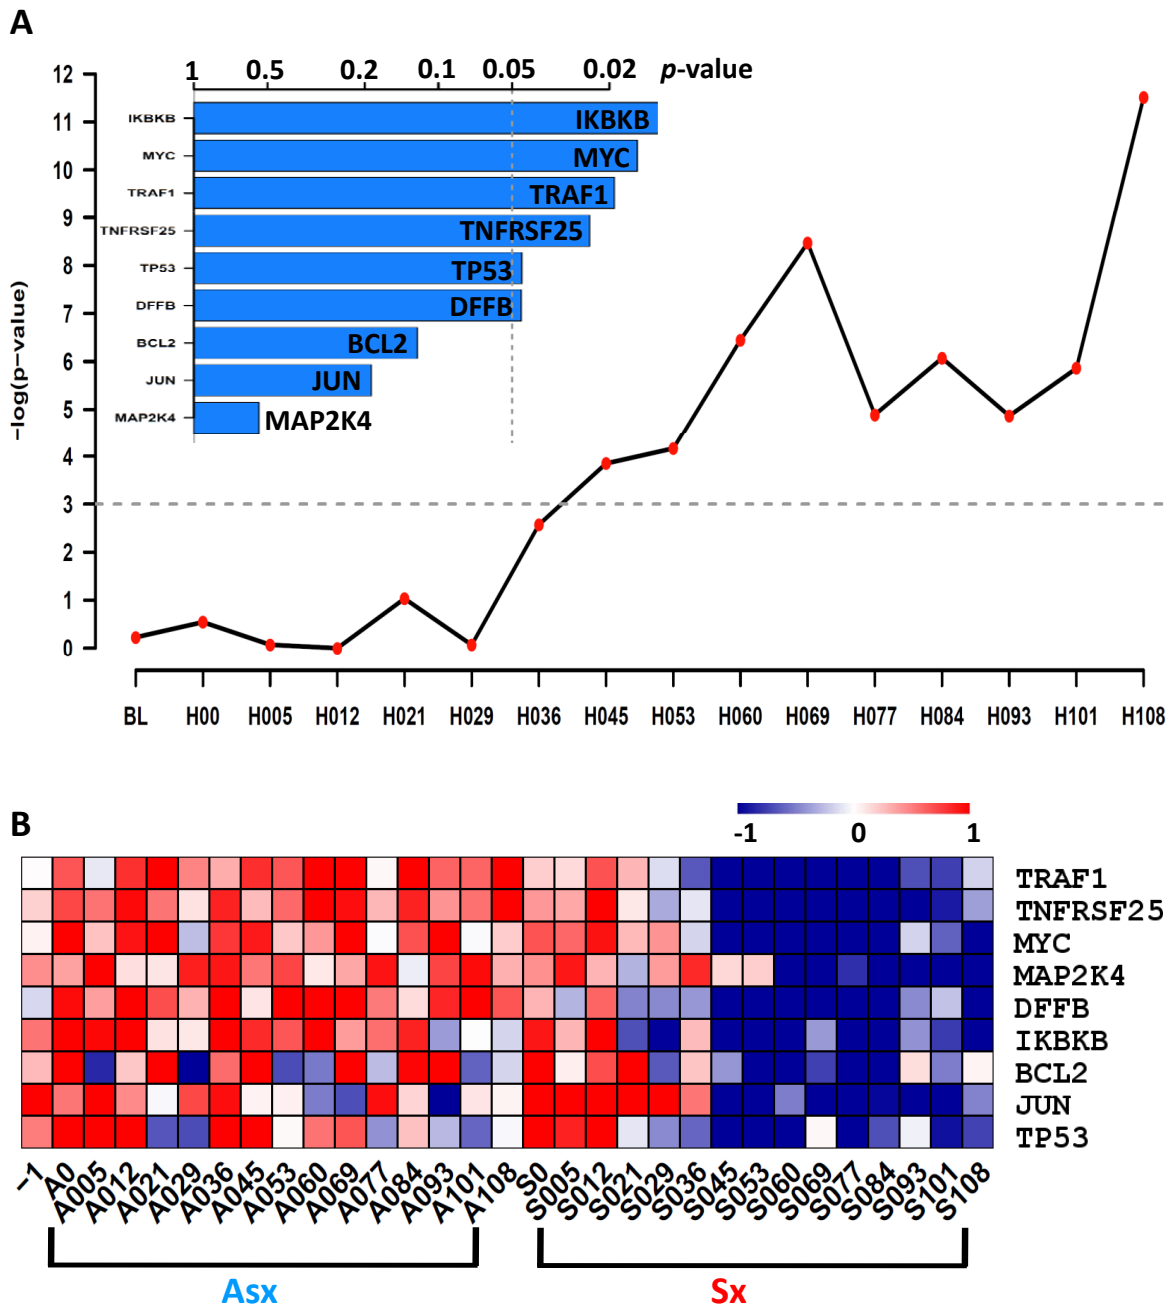 A
1 0.5 0.2 0.1 0.05 0.02 p-value
12
11
10
9
8
7
6
5
4
3
2
1
0
−log(p−value)
IKBKB IKBKB
MYC MYC
TRAF1 TRAF1
TNFRSF25 TNFRSF25
TP53 TP53
DFFB DFFB
BCL2 BCL2
JUN JUN
MAP2K4 MAP2K4
BL H00 H005 H012 H021 H029 H036 H045 H053 H060 H069 H077 H084 H093 H101 H108
B
-1 0 1
TRAF1
TNFRSF25
MYC
MAP2K4
DFFB
IKBKB
BCL2
JUN
TP53
−1 A0 A005 A012 A021 A029 A036 A045 A053 A060 A069 A077 A084 A093 A101 A108 S0 S005 S012 S021 S029 S036 S045 S053 S060 S069 S077 S084 S093 S101 S108
Asx Sx